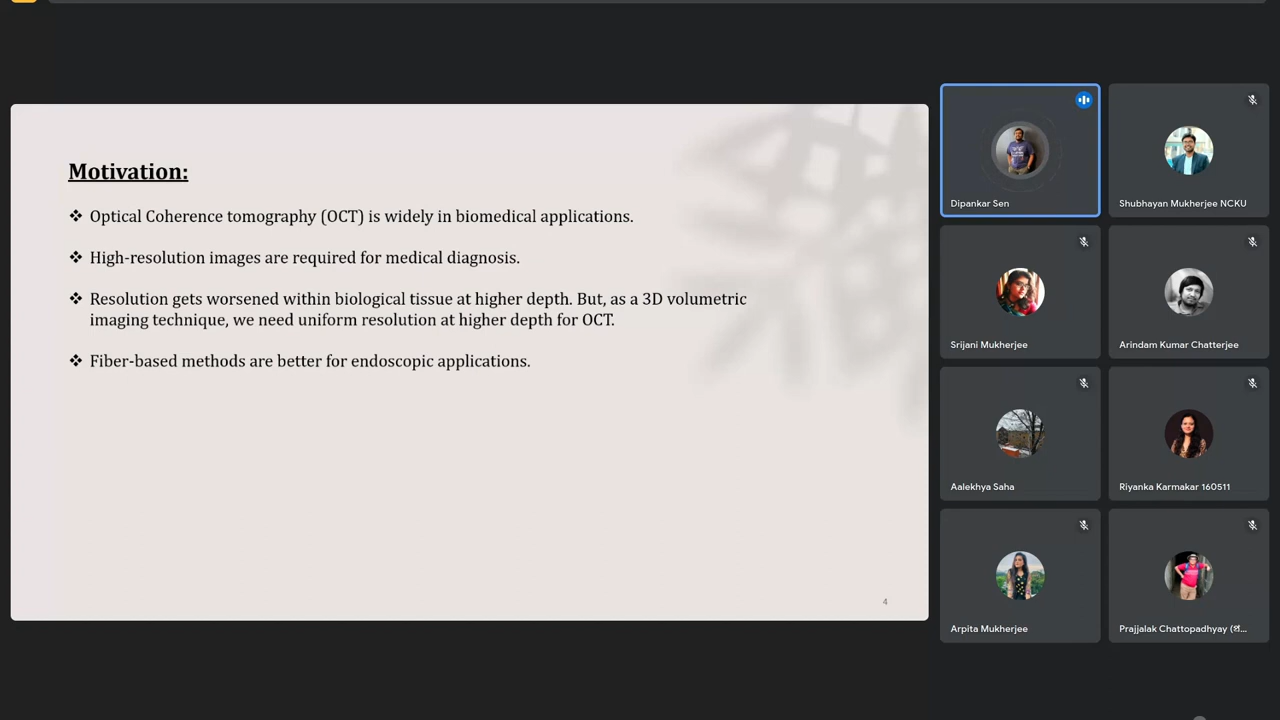 Motivation:
❖ Optical Coherence tomography (OCT) is widely in biomedical applications.
❖ High-resolution images are required for medical diagnosis.
❖ Resolution gets worsened within biological tissue at higher depth. But, as a 3D volumetric
imaging technique, we need uniform resolution at higher depth for OCT.
❖ Fiber-based methods are better for endoscopic applications.
4
Dipankar Sen
Shubhayan Mukherjee NCKU
Srijani Mukherjee
Arindam Kumar Chatterjee
Aalekhya Saha
Riyanka Karmakar 160511
Arpita Mukherjee
Prajjalak Chattopadhyay